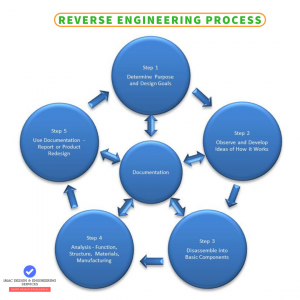 REVERSE ENGINEERING PROCESS
Step 1
Determine Purpose
and Design Goals
Step 2
Observe and Develop
Ideas of How It Works
Step 3
Disassemble into
Basic Components
Step 4
Analysis - Function,
Structure, Materials,
Manufacturing
Step 5
Use Documentation -
Report or Product
Redesign
Documentation
DESIGN & ENGINEERING
SERVICES